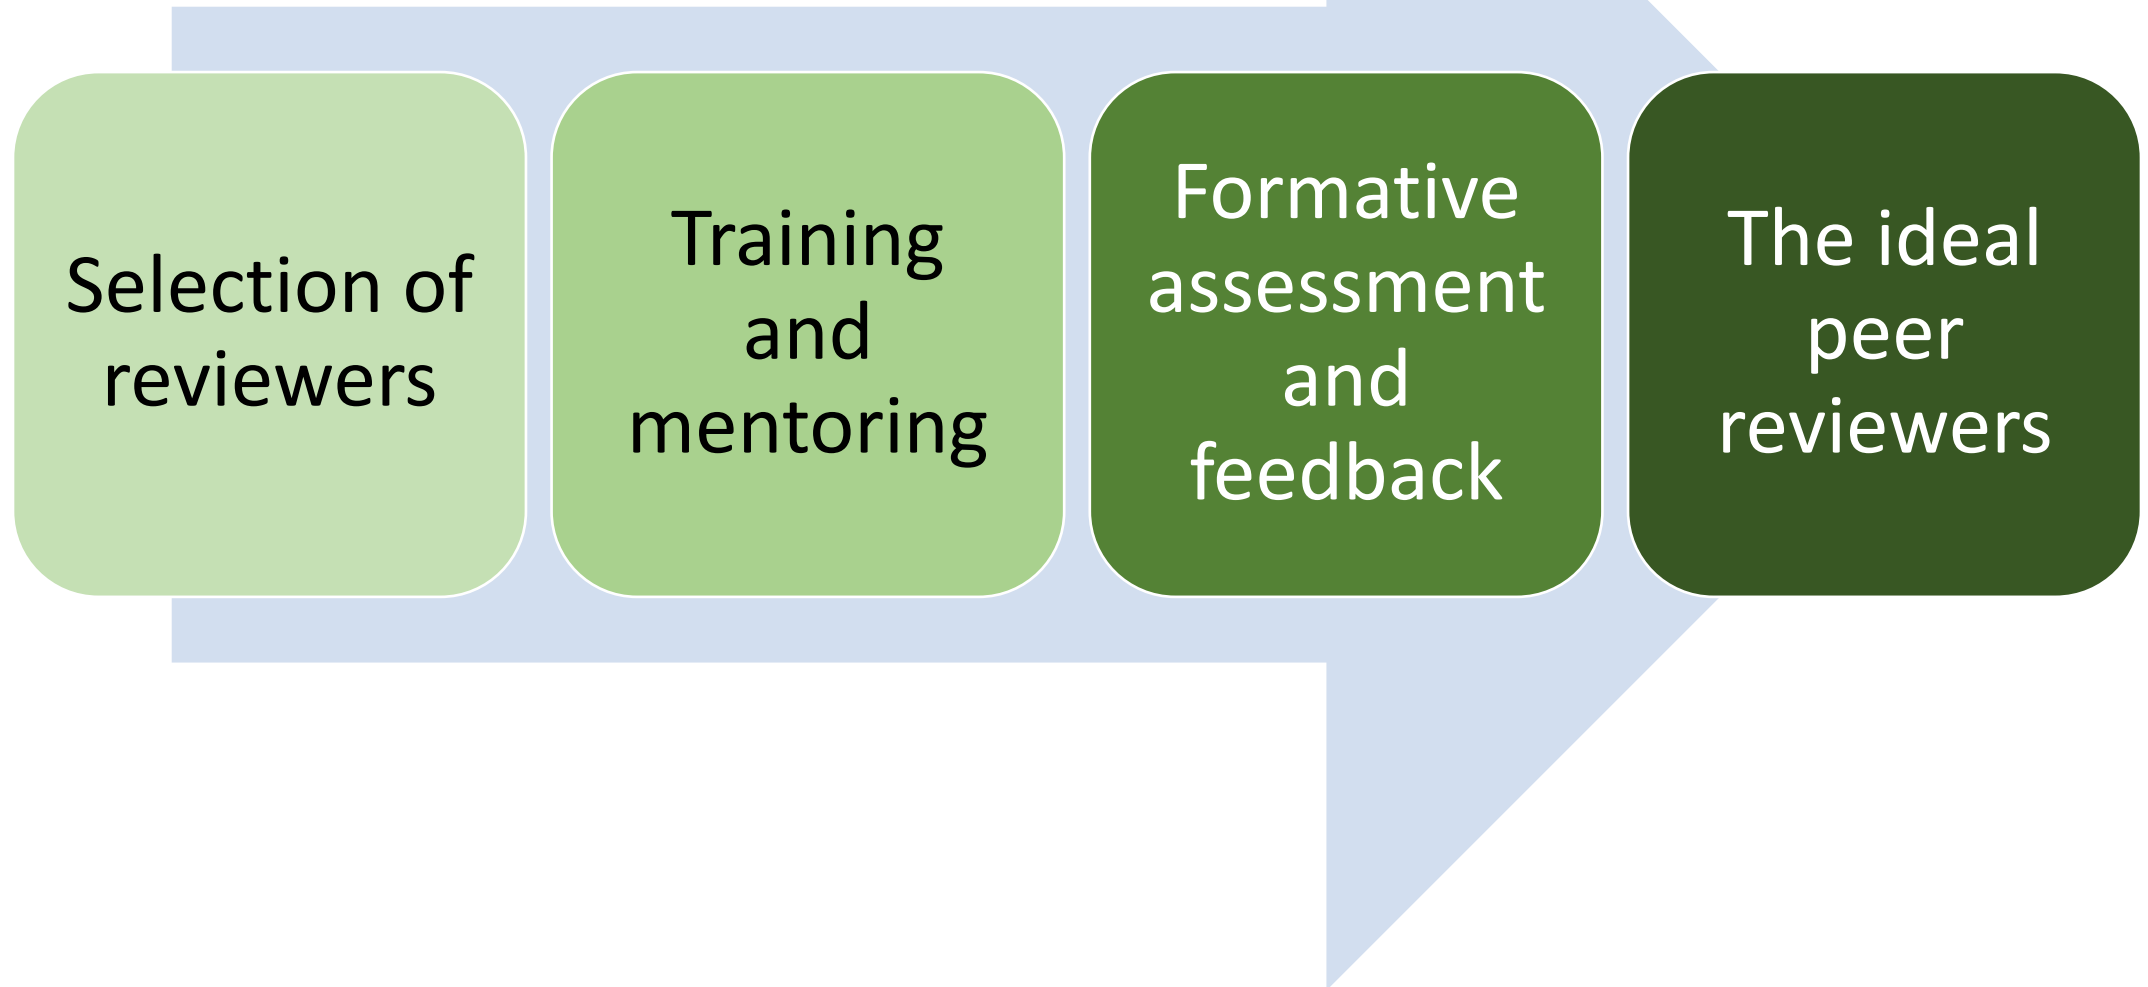 Selection of
reviewers
Training
and
mentoring
Formative
assessment
and
feedback
The ideal
peer
reviewers